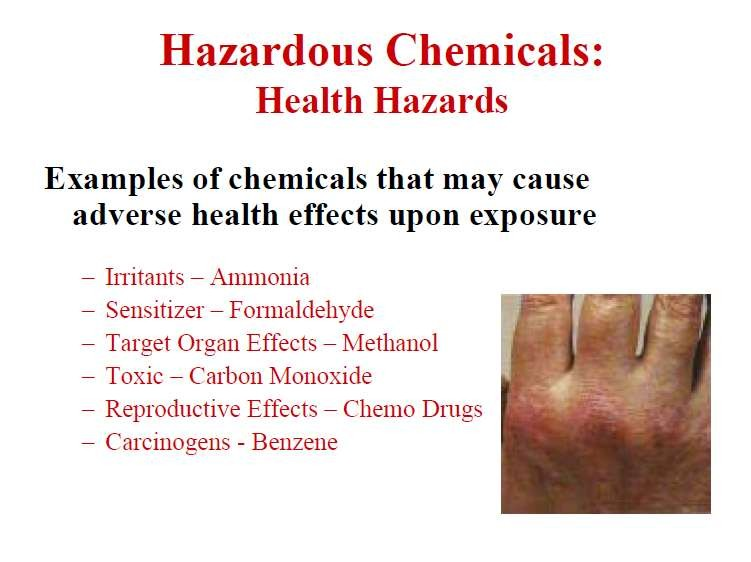 Hazardous Chemicals:
Health Hazards
Examples of chemicals that may cause
adverse health effects upon exposure
– Irritants – Ammonia
– Sensitizer – Formaldehyde
– Target Organ Effects – Methanol
– Toxic – Carbon Monoxide
– Reproductive Effects – Chemo Drugs
– Carcinogens - Benzene